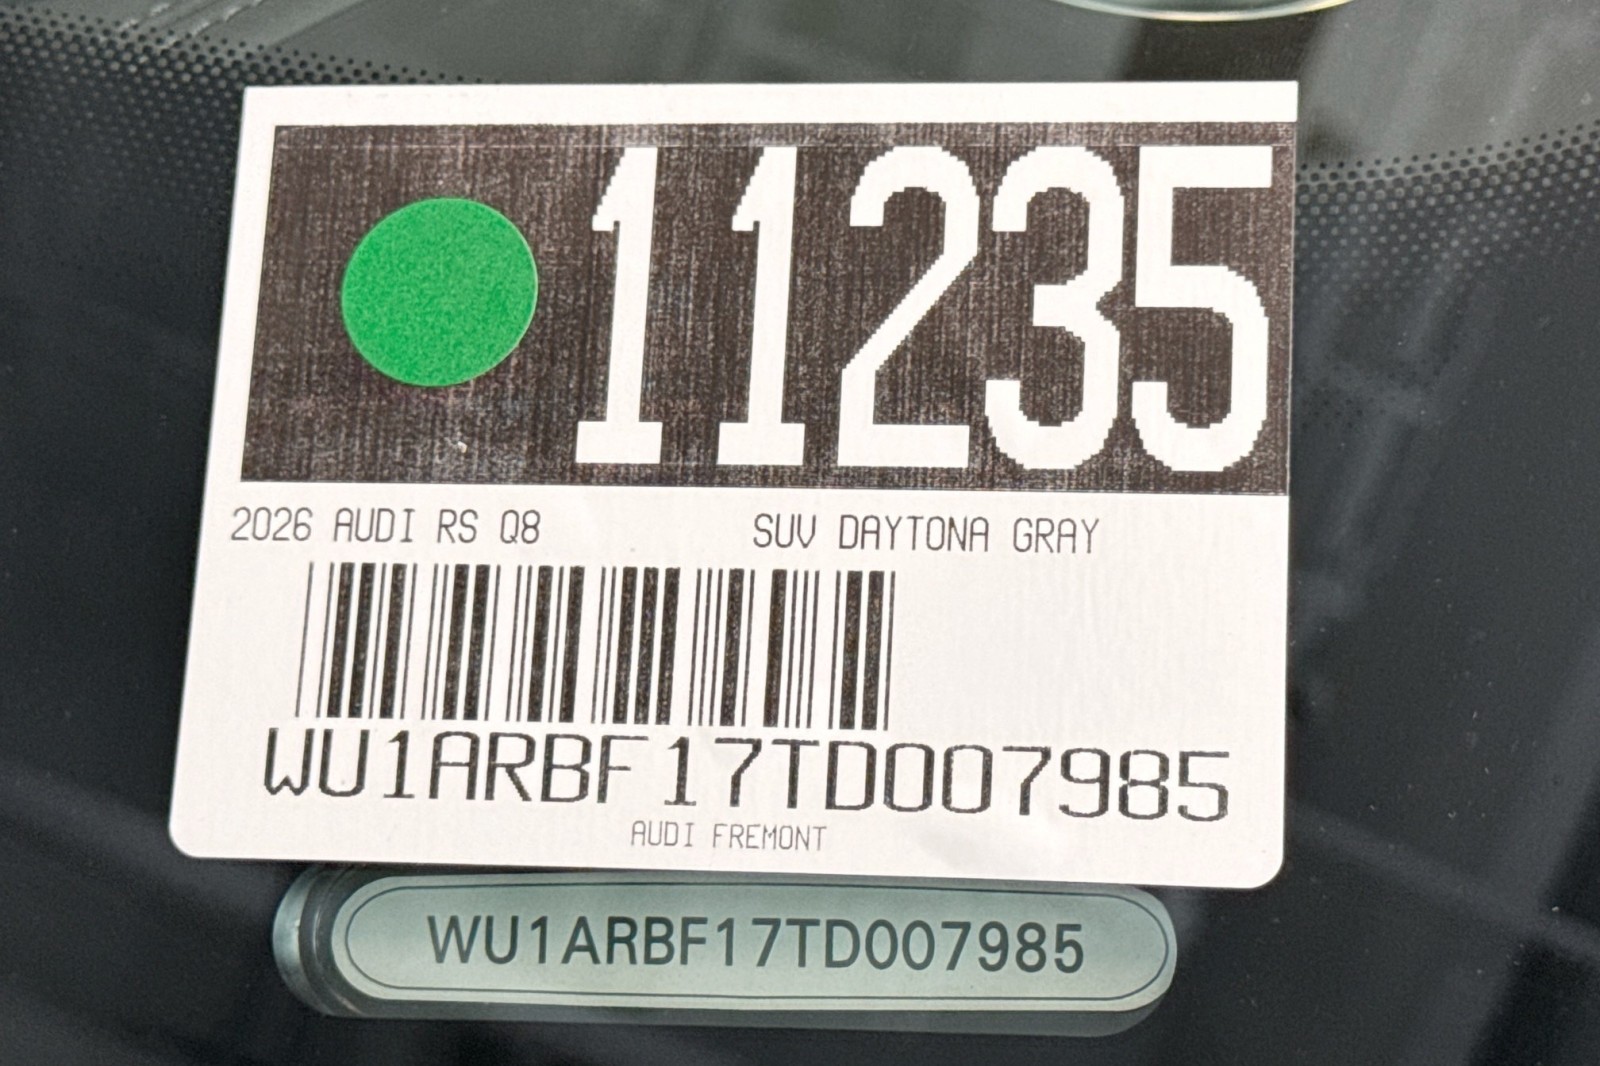 11235
2026 AUDI RS Q8 SUV DAYTONA GRAY
WU1ARBF17TD007985
AUDI FREMONT
WU1ARBF17TD007985